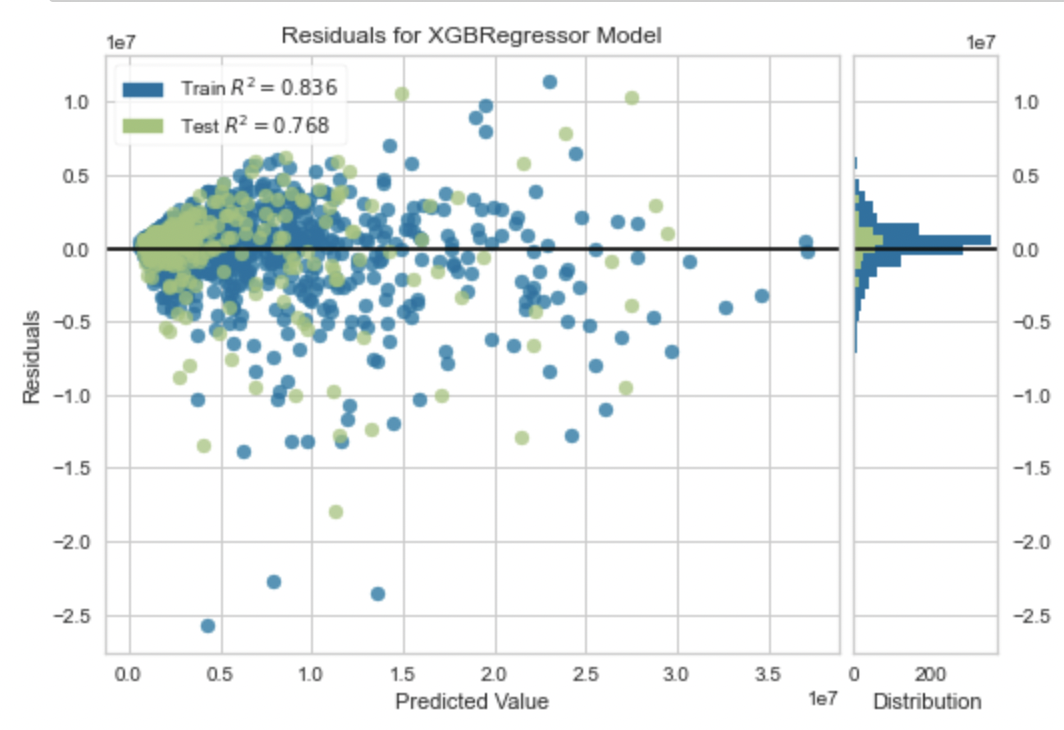 Residuals for XGBRegressor Model
1e7
1e7
Train R² = 0.836
Test R² = 0.768
1.0
0.5
0.0
−0.5
−1.0
−1.5
−2.0
−2.5
1.0
0.5
0.0
−0.5
−1.0
−1.5
−2.0
−2.5
Residuals
0.0 0.5 1.0 1.5 2.0 2.5 3.0 3.5
0 200
Predicted Value
1e7
Distribution